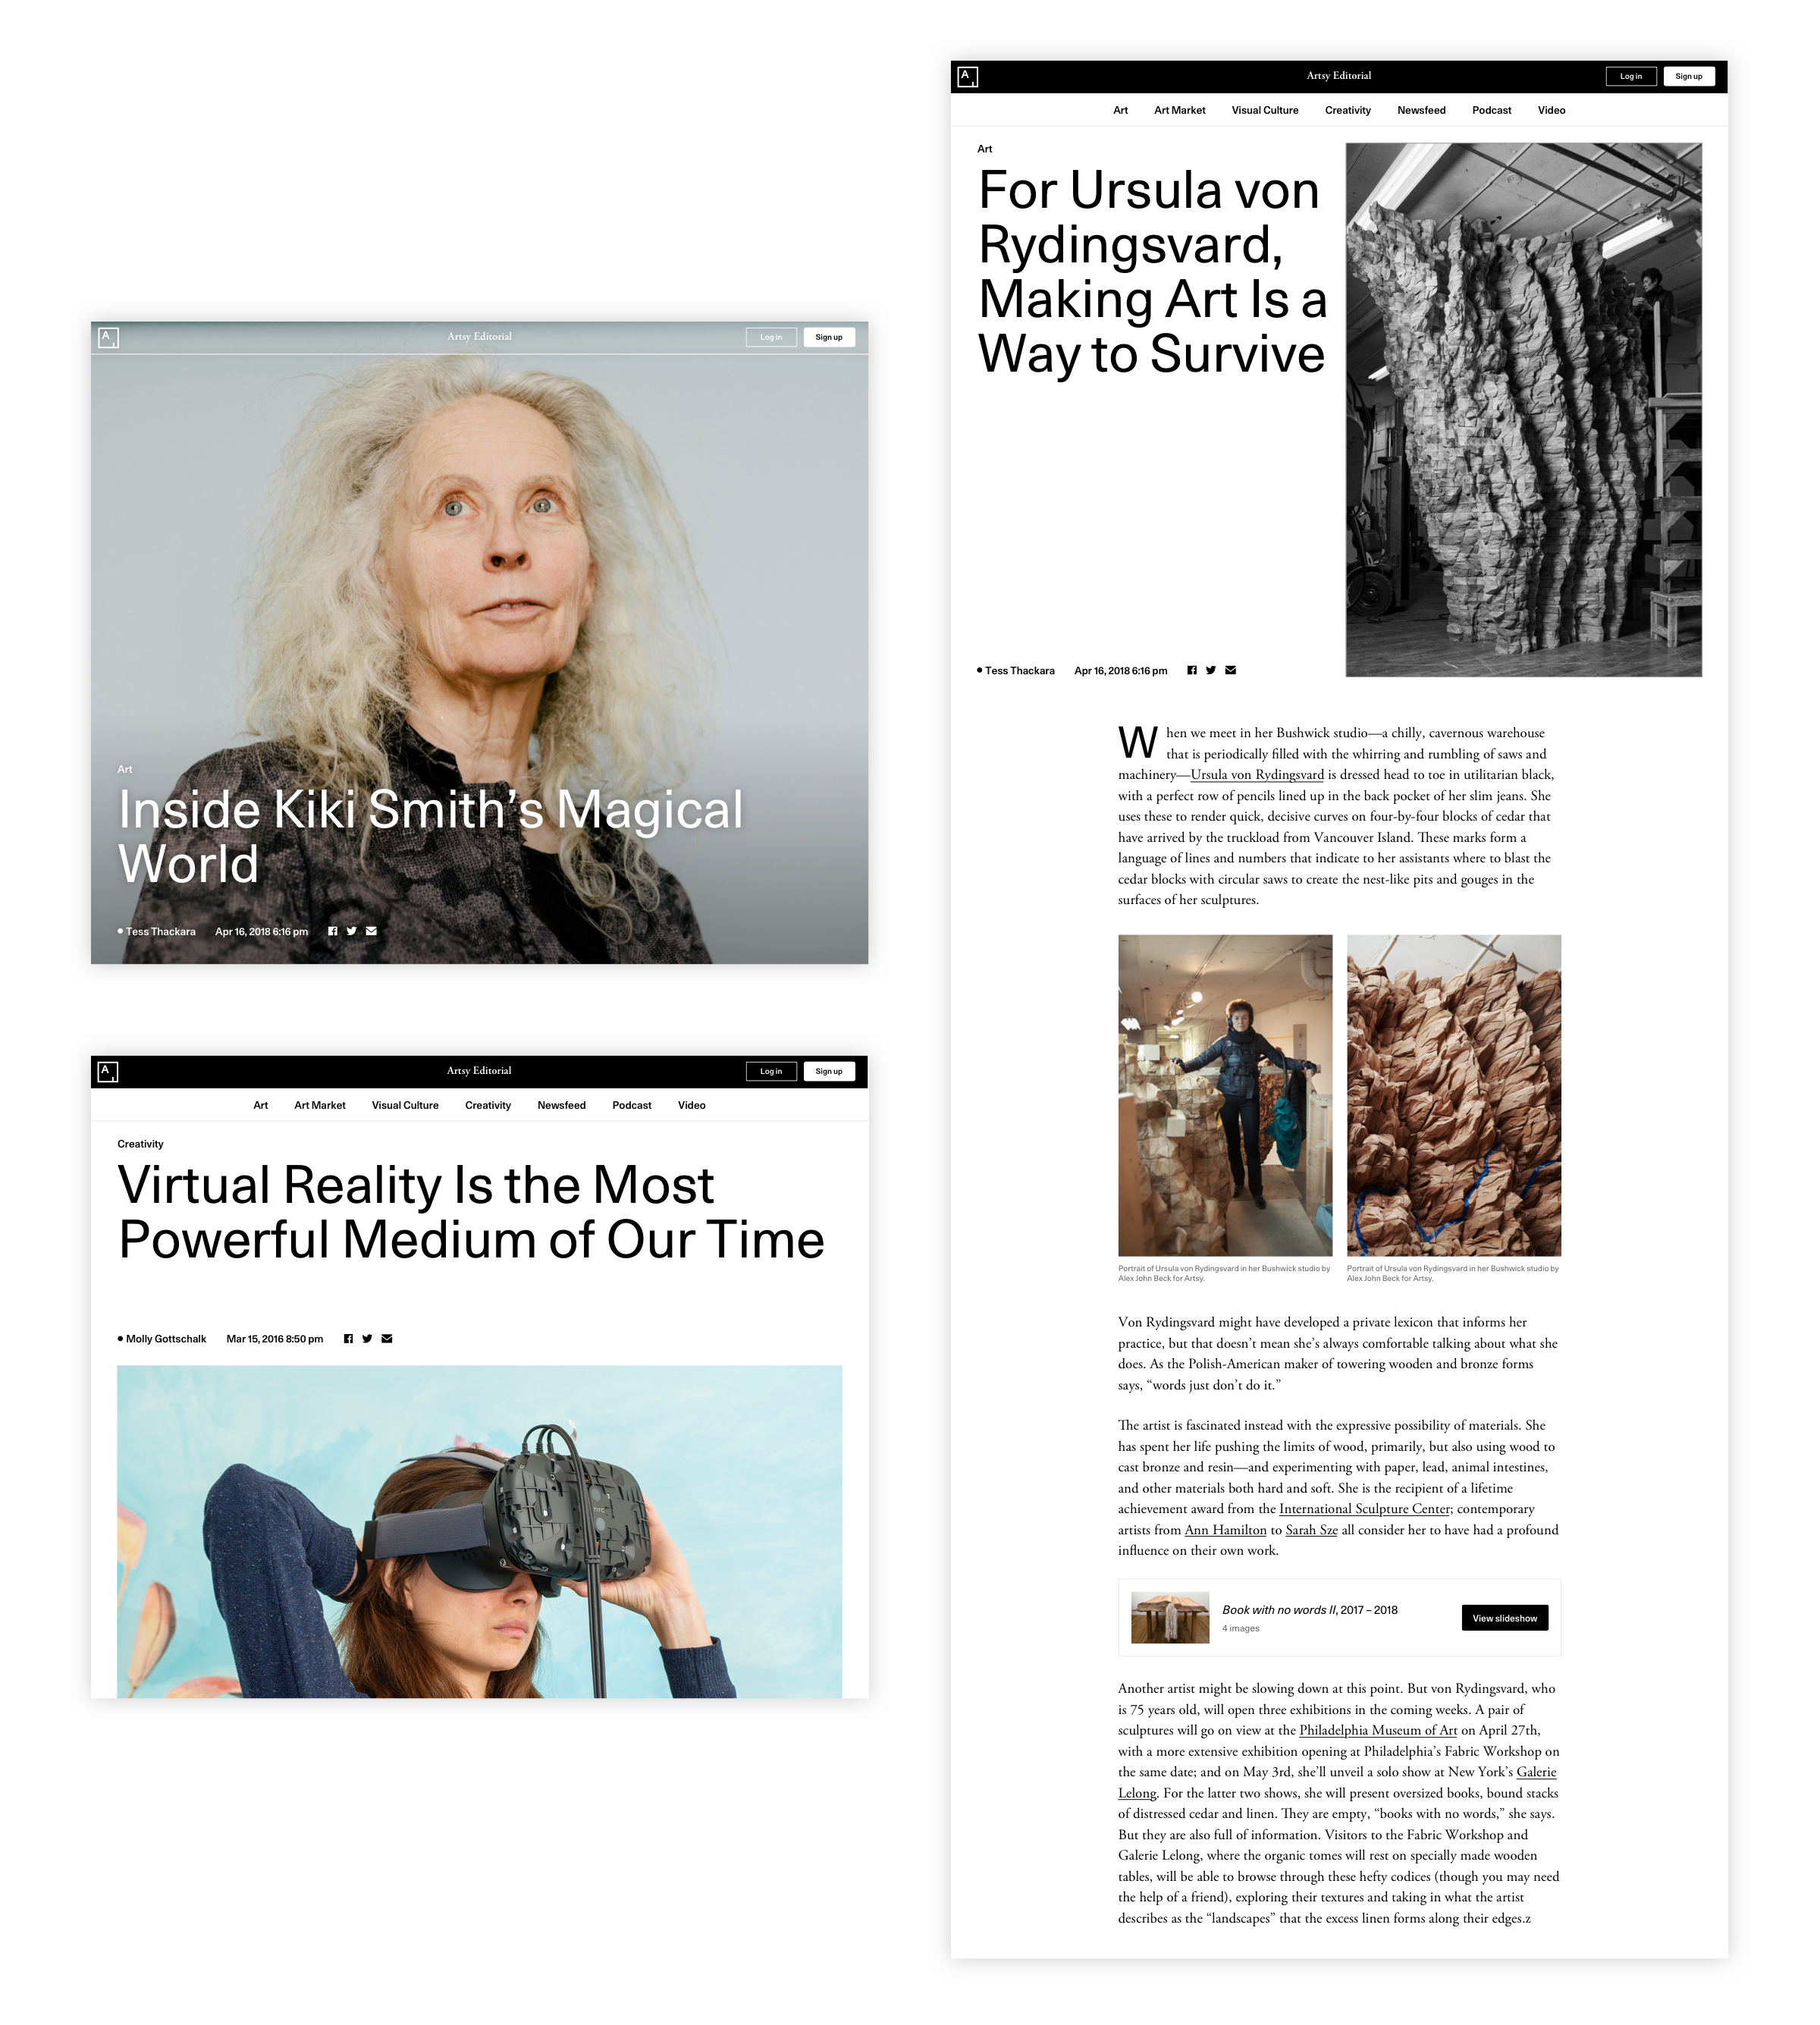 A
Artsy Editorial
Log in
Sign up
Art
Inside Kiki Smith’s Magical
World
Tess Thackara
Apr 16, 2018 6:16 pm
A
Artsy Editorial
Log in
Sign up
Art
Art Market
Visual Culture
Creativity
Newsfeed
Podcast
Video
Creativity
Virtual Reality Is the Most
Powerful Medium of Our Time
Molly Gottschalk
Mar 15, 2016 8:50 pm
A
Artsy Editorial
Log in
Sign up
Art
Art Market
Visual Culture
Creativity
Newsfeed
Podcast
Video
Art
For Ursula von
Rydingsvard,
Making Art Is a
Way to Survive
Tess Thackara
Apr 16, 2018 6:16 pm
When we meet in her Bushwick studio—a chilly, cavernous warehouse
that is periodically filled with the whirring and rumbling of saws and
machinery—Ursula von Rydingsvard is dressed head to toe in utilitarian black,
with a perfect row of pencils lined up in the back pocket of her slim jeans. She
uses these to render quick, decisive curves on four-by-four blocks of cedar that
have arrived by the truckload from Vancouver Island. These marks form a
language of lines and numbers that indicate to her assistants where to blast the
cedar blocks with circular saws to create the nest-like pits and gouges in the
surfaces of her sculptures.
Portrait of Ursula von Rydingsvard in her Bushwick studio by
Alex John Beck for Artsy.
Portrait of Ursula von Rydingsvard in her Bushwick studio by
Alex John Beck for Artsy.
Von Rydingsvard might have developed a private lexicon that informs her
practice, but that doesn’t mean she’s always comfortable talking about what she
does. As the Polish-American maker of towering wooden and bronze forms
says, “words just don’t do it.”
The artist is fascinated instead with the expressive possibility of materials. She
has spent her life pushing the limits of wood, primarily, but also using wood to
cast bronze and resin—and experimenting with paper, lead, animal intestines,
and other materials both hard and soft. She is the recipient of a lifetime
achievement award from the International Sculpture Center; contemporary
artists from Ann Hamilton to Sarah Sze all consider her to have had a profound
influence on their own work.
Book with no words II, 2017 – 2018
4 images
View slideshow
Another artist might be slowing down at this point. But von Rydingsvard, who
is 75 years old, will open three exhibitions in the coming weeks. A pair of
sculptures will go on view at the Philadelphia Museum of Art on April 27th,
with a more extensive exhibition opening at Philadelphia’s Fabric Workshop on
the same date; and on May 3rd, she’ll unveil a solo show at New York’s Galerie
Lelong. For the latter two shows, she will present oversized books, bound stacks
of distressed cedar and linen. They are empty, “books with no words,” she says.
But they are also full of information. Visitors to the Fabric Workshop and
Galerie Lelong, where the organic tomes will rest on specially made wooden
tables, will be able to browse through these hefty codices (though you may need
the help of a friend), exploring their textures and taking in what the artist
describes as the “landscapes” that the excess linen forms along their edges.z